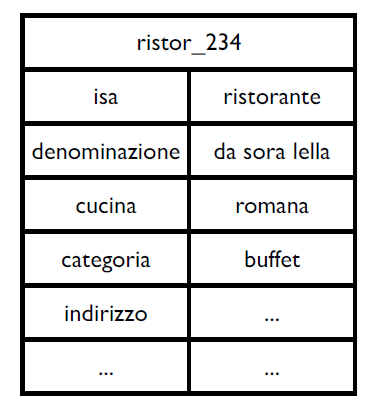 ristor_234
isa ristorante
denominazione da sora lella
cucina romana
categoria buffet
indirizzo ...
... ...